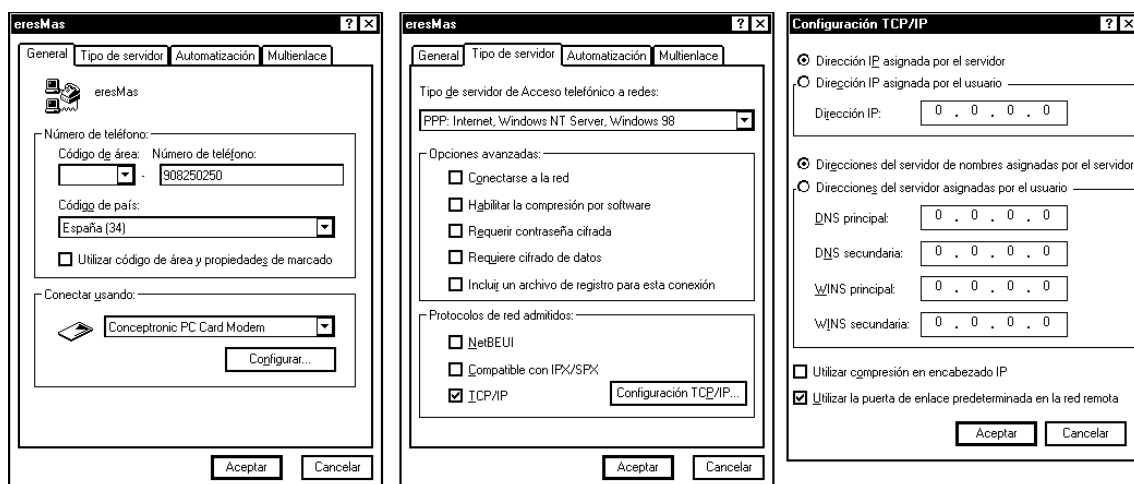 eresMas
General Tipo de servidor Automatización Multienlace
eresMas
Número de teléfono:
Código de área: Número de teléfono:
- 908250250
Código de país:
España (34)
Utilizar código de área y propiedades de marcado
Conectar usando:
Conceptronic PC Card Modem
Configurar...
Aceptar Cancelar
eresMas
General Tipo de servidor Automatización Multienlace
Tipo de servidor de Acceso telefónico a redes:
PPP: Internet, Windows NT Server, Windows 98
Opciones avanzadas:
Conectarse a la red
Habilitar la compresión por software
Requerir contraseña cifrada
Requiere cifrado de datos
Incluir un archivo de registro para esta conexión
Protocolos de red admitidos:
NetBEUI
Compatible con IPX/SPX
TCP/IP Configuración TCP/IP...
Aceptar Cancelar
Configuración TCP/IP
Dirección IP asignada por el servidor
Dirección IP asignada por el usuario
Dirección IP: 0 . 0 . 0 . 0
Direcciones del servidor de nombres asignadas por el servidor
Direcciones del servidor asignadas por el usuario
DNS principal: 0 . 0 . 0 . 0
DNS secundaria: 0 . 0 . 0 . 0
WINS principal: 0 . 0 . 0 . 0
WINS secundaria: 0 . 0 . 0 . 0
Utilizar compresión en encabezado IP
Utilizar la puerta de enlace predeterminada en la red remota
Aceptar Cancelar